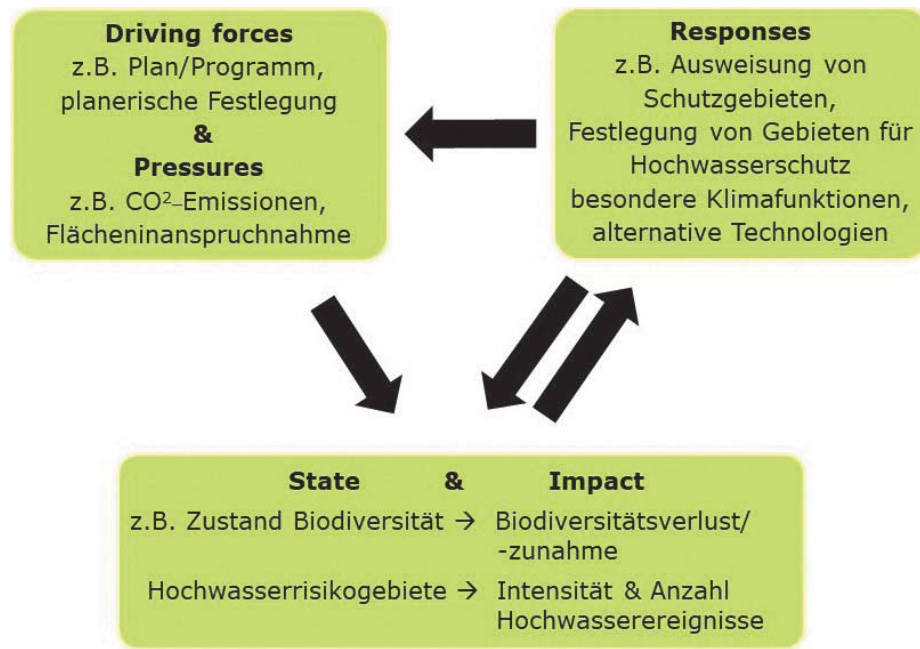 Driving forces
z.B. Plan/Programm,
planerische Festlegung
&
Pressures
z.B. CO²–Emissionen,
Flächeninanspruchnahme
Responses
z.B. Ausweisung von
Schutzgebieten,
Festlegung von Gebieten für
Hochwasserschutz
besondere Klimafunktionen,
alternative Technologien
State & Impact
z.B. Zustand Biodiversität → Biodiversitätsverlust/
-zunahme
Hochwasserrisikogebiete → Intensität & Anzahl
Hochwasserereignisse